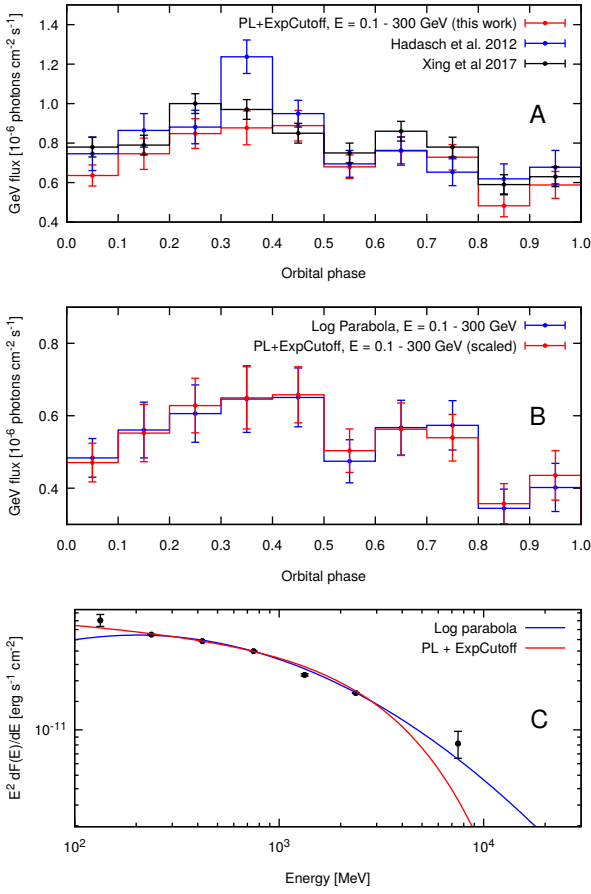 PL+ExpCutoff, E = 0.1 - 300 GeV (this work)
Hadasch et al. 2012
Xing et al 2017
A
GeV flux [10⁻⁶ photons cm⁻² s⁻¹]
1.4
1.2
1.0
0.8
0.6
0.4
0.0 0.1 0.2 0.3 0.4 0.5 0.6 0.7 0.8 0.9 1.0
Orbital phase
Log Parabola, E = 0.1 - 300 GeV
PL+ExpCutoff, E = 0.1 - 300 GeV (scaled)
B
GeV flux [10⁻⁶ photons cm⁻² s⁻¹]
0.8
0.6
0.4
0.0 0.1 0.2 0.3 0.4 0.5 0.6 0.7 0.8 0.9 1.0
Orbital phase
Log parabola
PL + ExpCutoff
C
E² dF(E)/dE [erg s⁻¹ cm⁻²]
10⁻¹¹
10² 10³ 10⁴
Energy [MeV]